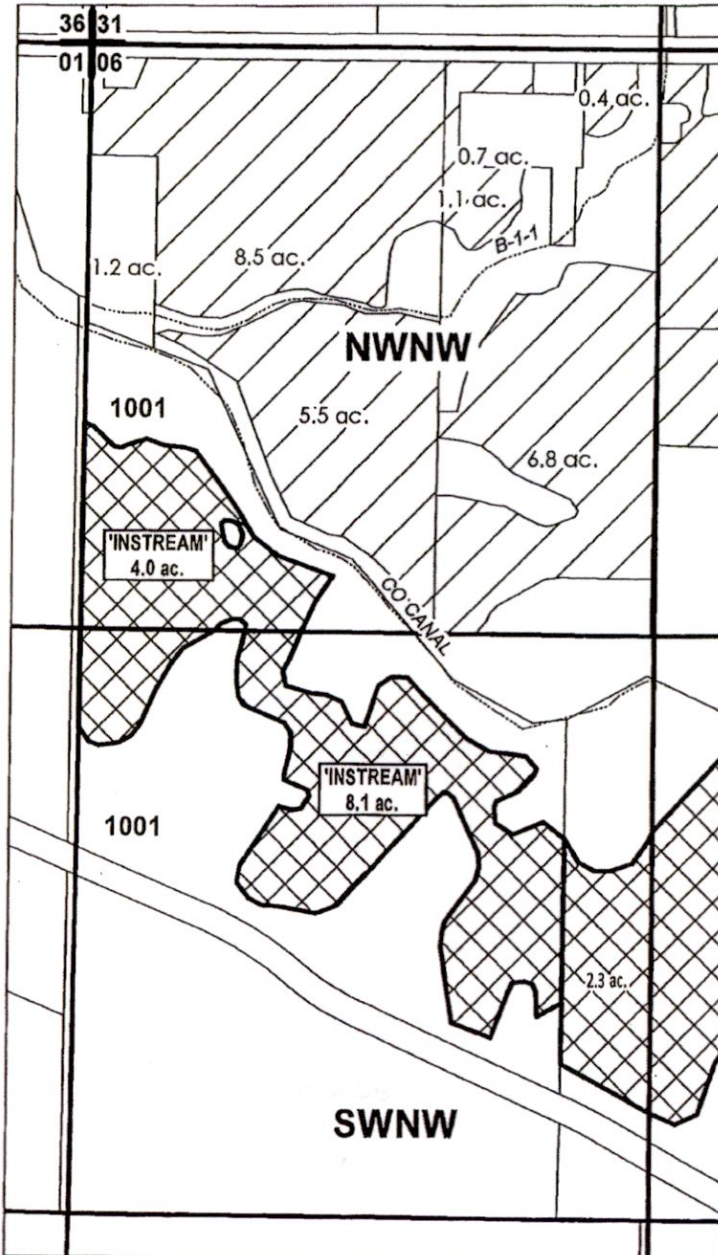 36 31
01 06
0.4 ac.
0.7 ac.
1.1 ac.
B-1-1
1.2 ac.
8.5 ac.
NWNW
1001
5.5 ac.
6.8 ac.
'INSTREAM'
4.0 ac.
CO CANAL
'INSTREAM'
8.1 ac.
1001
2.3 ac.
SWNW